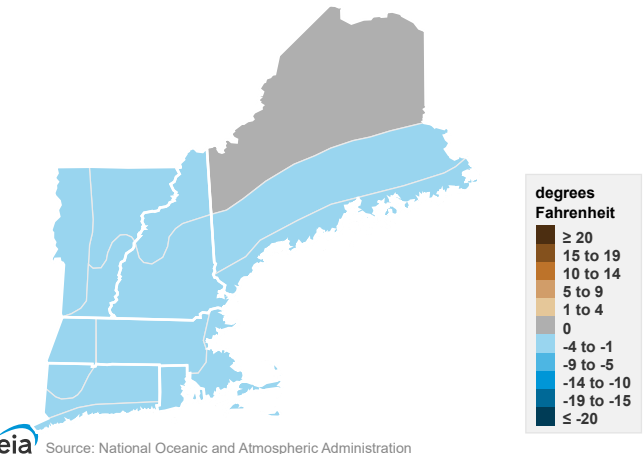 degrees
Fahrenheit
≥ 20
15 to 19
10 to 14
5 to 9
1 to 4
0
-4 to -1
-9 to -5
-14 to -10
-19 to -15
≤ -20
eia Source: National Oceanic and Atmospheric Administration